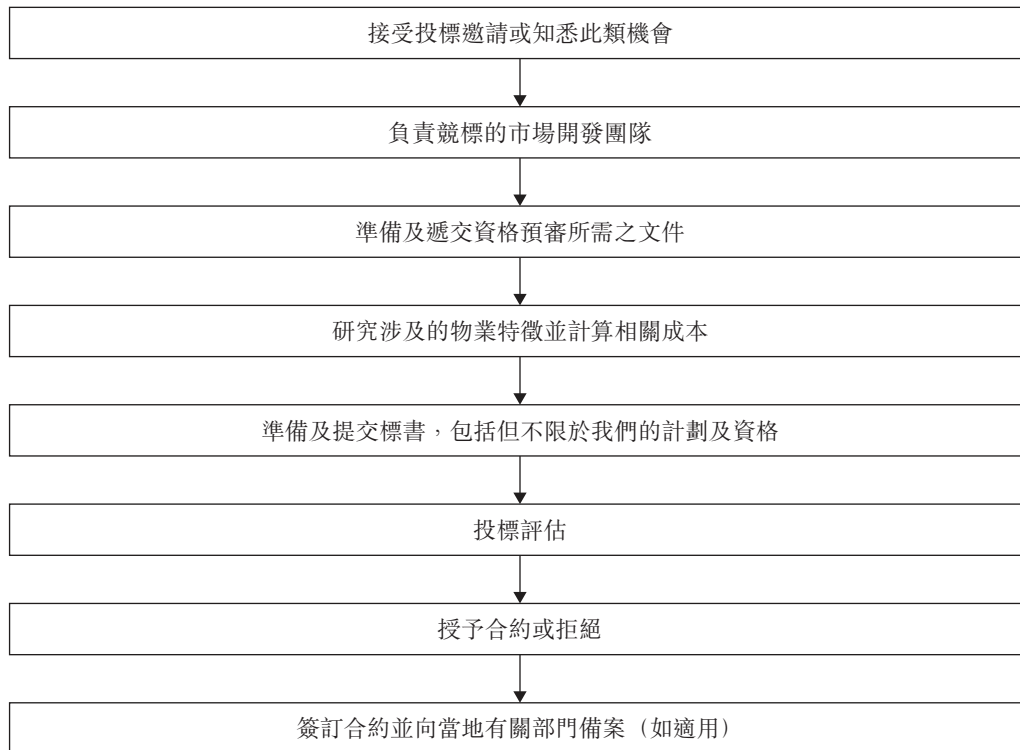 接受投標邀請或知悉此類機會
負責競標的市場開發團隊
準備及遞交資格預審所需之文件
研究涉及的物業特徵並計算相關成本
準備及提交標書，包括但不限於我們的計劃及資格
投標評估
授予合約或拒絕
簽訂合約並向當地有關部門備案（如適用）